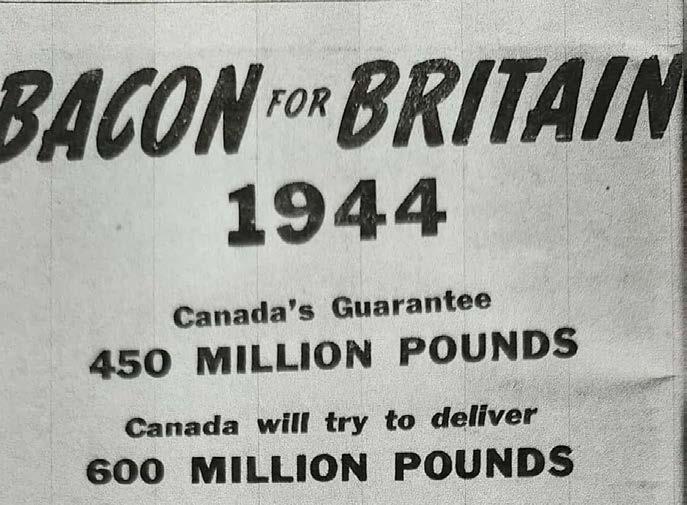 BACON FOR BRITAIN
1944
Canada's Guarantee
450 MILLION POUNDS
Canada will try to deliver
600 MILLION POUNDS